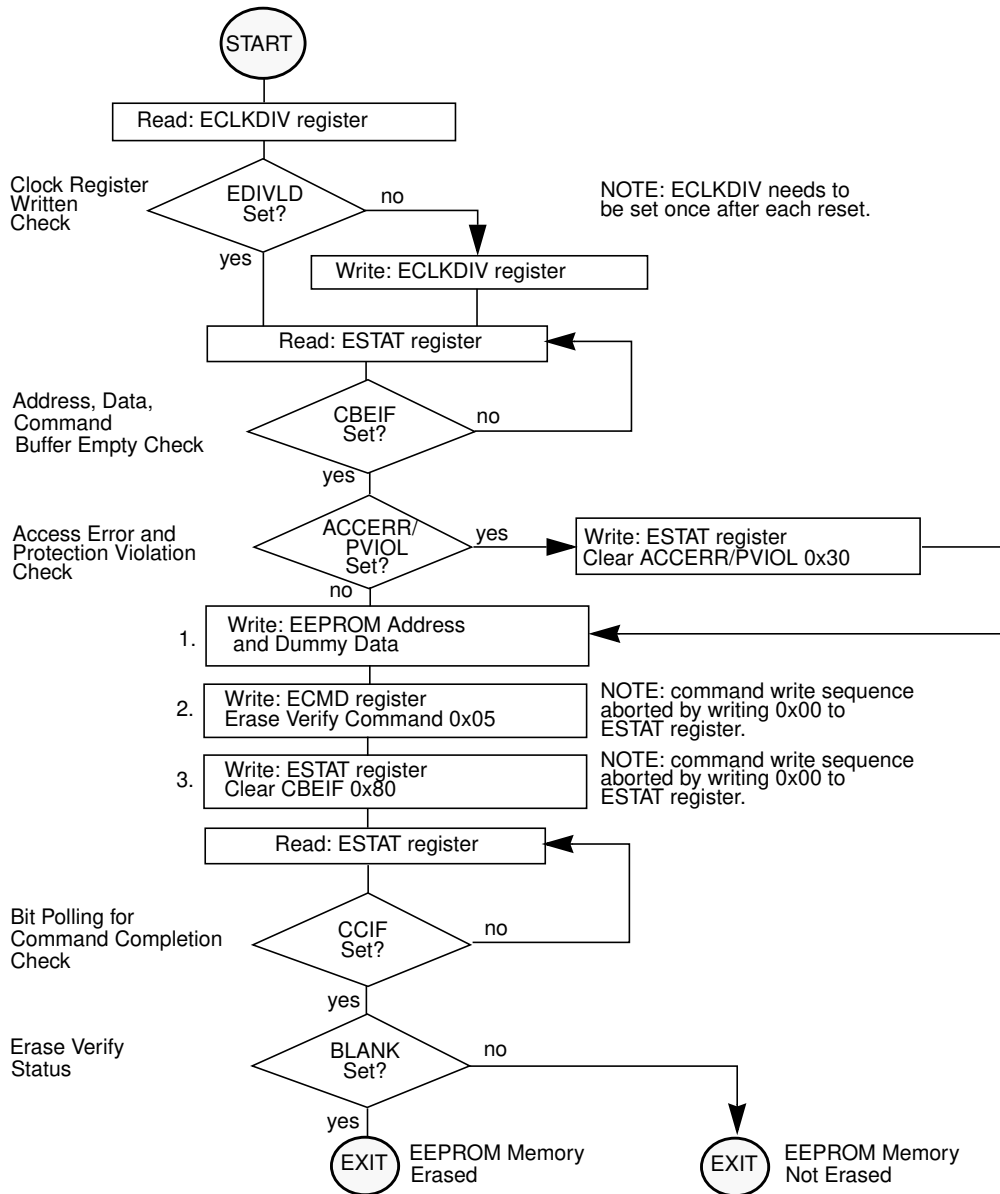 START
Read: ECLKDIV register
Clock Register
Written
Check
EDIVLD
Set?
no
yes
NOTE: ECLKDIV needs to
be set once after each reset.
Write: ECLKDIV register
Read: ESTAT register
Address, Data,
Command
Buffer Empty Check
CBEIF
Set?
no
yes
Access Error and
Protection Violation
Check
ACCERR/
PVIOL
Set?
yes
no
Write: ESTAT register
Clear ACCERR/PVIOL 0x30
1.
Write: EEPROM Address
and Dummy Data
2.
Write: ECMD register
Erase Verify Command 0x05
NOTE: command write sequence
aborted by writing 0x00 to
ESTAT register.
3.
Write: ESTAT register
Clear CBEIF 0x80
NOTE: command write sequence
aborted by writing 0x00 to
ESTAT register.
Read: ESTAT register
Bit Polling for
Command Completion
Check
CCIF
Set?
no
yes
Erase Verify
Status
BLANK
Set?
no
yes
EXIT
EEPROM Memory
Erased
EXIT
EEPROM Memory
Not Erased